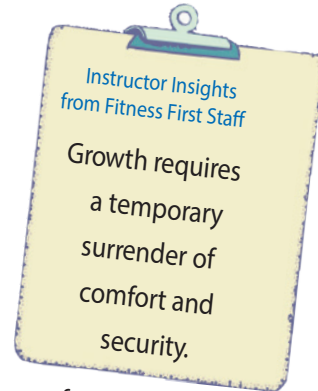 Instructor Insights
from Fitness First Staff
Growth requires
a temporary
surrender of
comfort and
security.